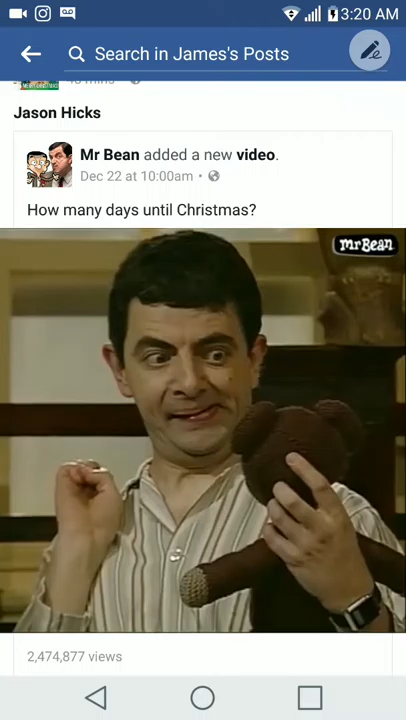 3:20 AM
Search in James's Posts
Jason Hicks
Mr Bean added a new video.
Dec 22 at 10:00am •
How many days until Christmas?
mrBean
2,474,877 views